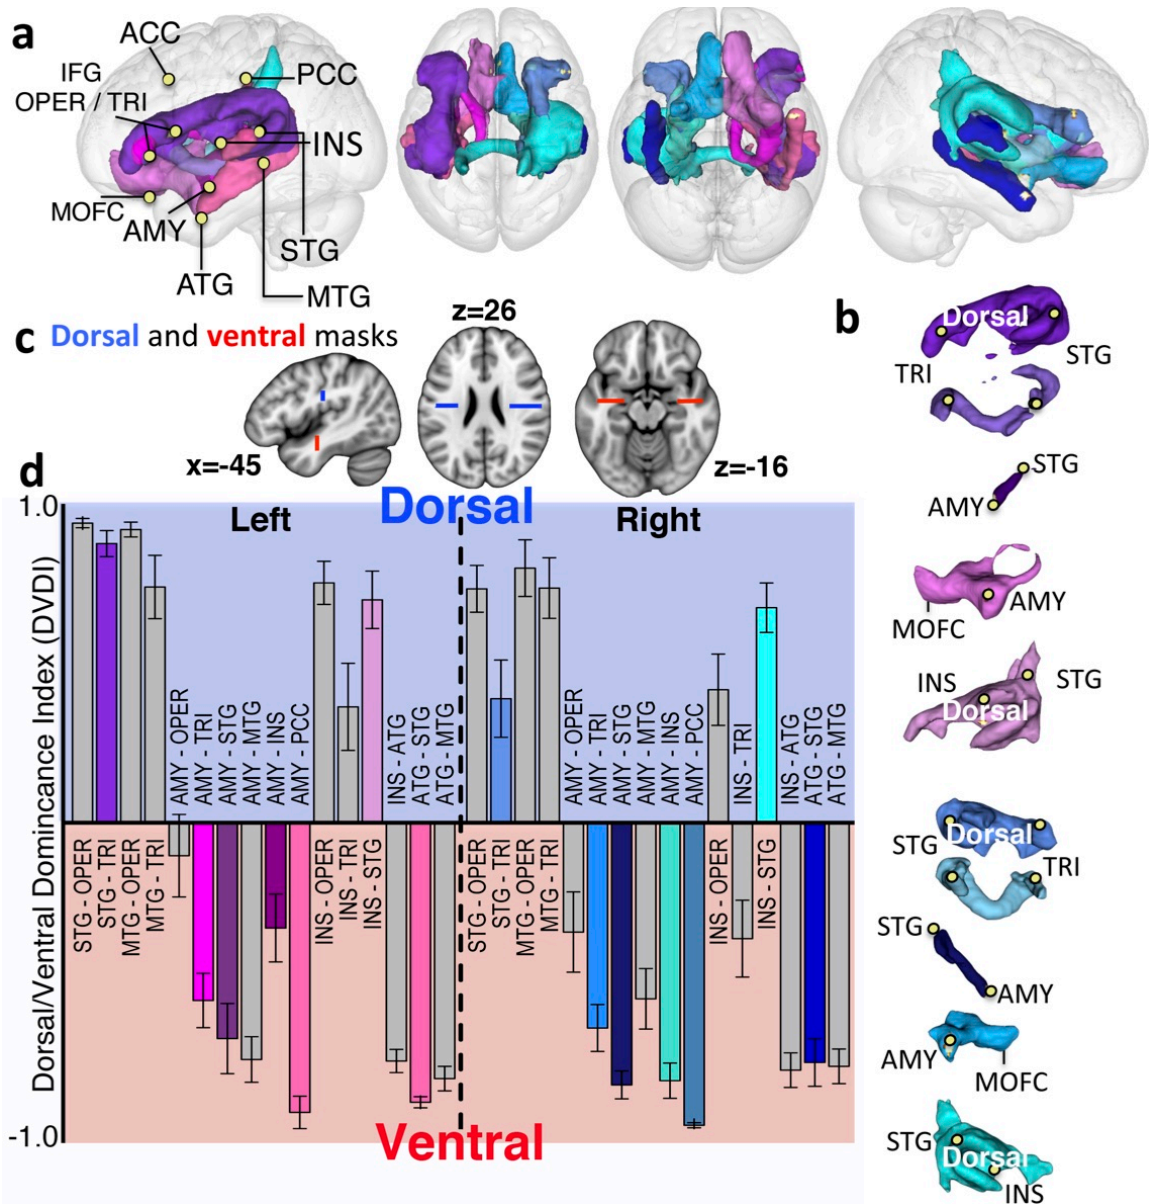 a
ACC
IFG
OPER / TRI
PCC
INS
MOFC
AMY
ATG
STG
MTG
b
Dorsal
TRI
STG
STG
AMY
MOFC
AMY
INS
STG
Dorsal
STG
Dorsal
TRI
STG
AMY
AMY
MOFC
STG
Dorsal
INS
c Dorsal and ventral masks
z=26
x=-45
z=-16
d
Dorsal/Ventral Domincance Index (DVDI)
1.0
-1.0
Dorsal
Left
Right
STG - OPER
STG - TRI
MTG - OPER
MTG - TRI
AMY - OPER
AMY - TRI
AMY - STG
AMY - MTG
AMY - INS
AMY - PCC
INS - OPER
INS - TRI
INS - STG
INS - ATG
ATG - STG
ATG - MTG
STG - OPER
STG - TRI
MTG - OPER
MTG - TRI
AMY - OPER
AMY - TRI
AMY - STG
AMY - MTG
AMY - INS
AMY - PCC
INS - OPER
INS - TRI
INS - STG
INS - ATG
ATG - STG
ATG - MTG
Ventral